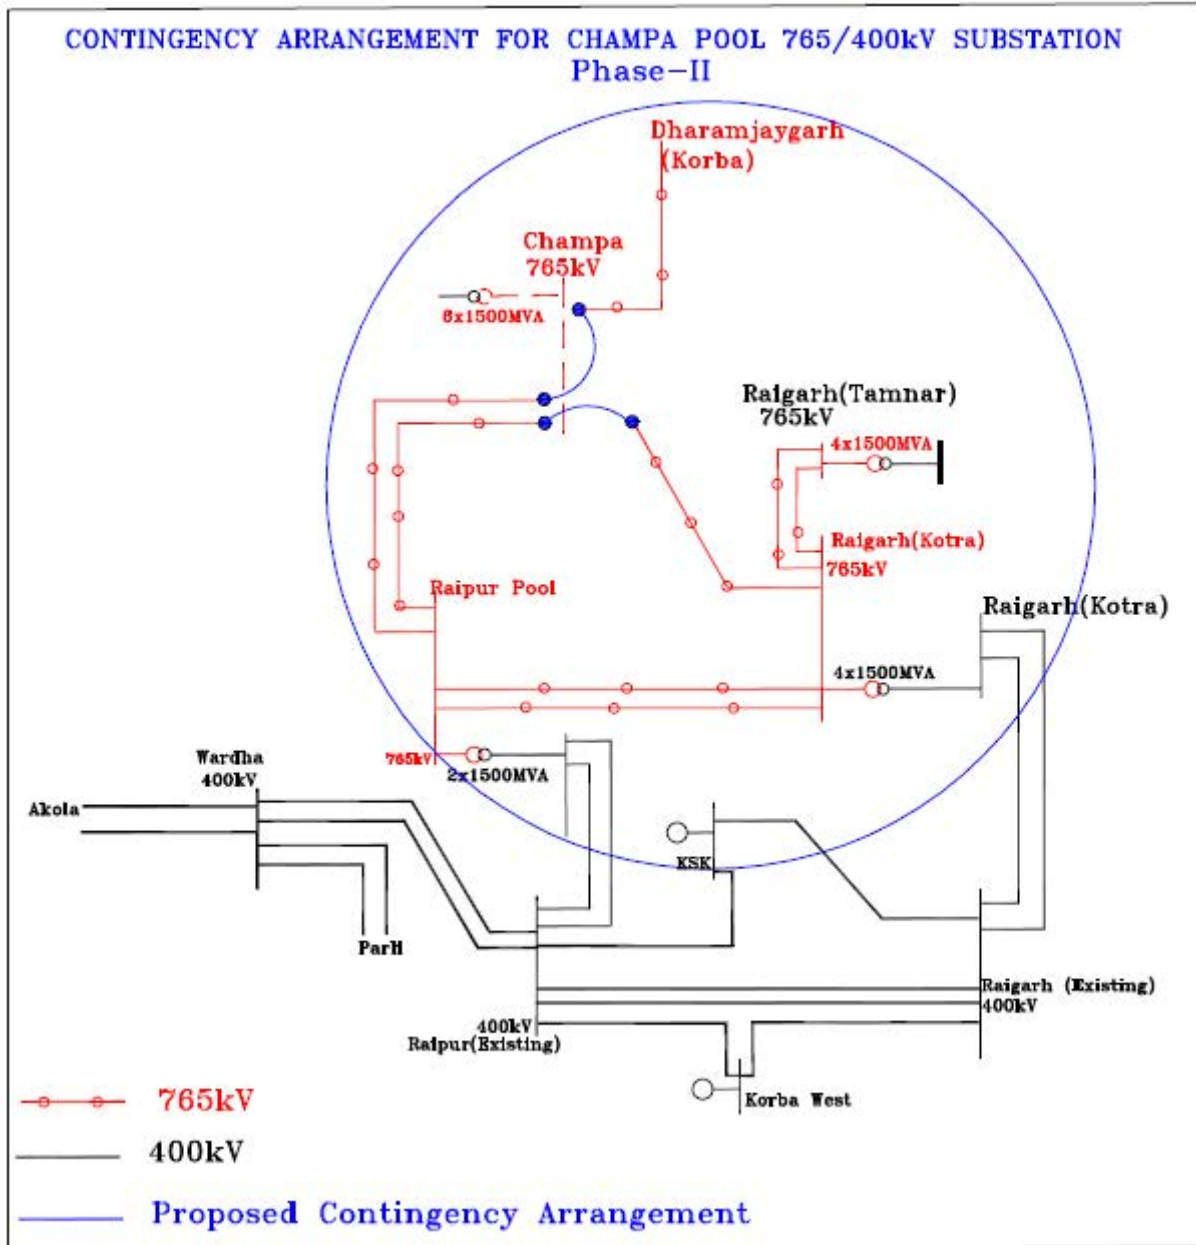 CONTINGENCY ARRANGEMENT FOR CHAMPA POOL 765/400kV SUBSTATION
Phase-II
Dharamjaygarh
(Korba)
Champa
765kV
6x1500MVA
Raigarh(Tamnar)
765kV
4x1500MVA
Raigarh(Kotra)
765kV
Raipur Pool
Raigarh(Kotra)
4x1500MVA
765kV
2x1500MVA
Wardha
400kV
Akola
KSK
ParH
Raigarh (Existing)
400kV
400kV
Raipur(Existing)
Korba West
765kV
400kV
Proposed Contingency Arrangement